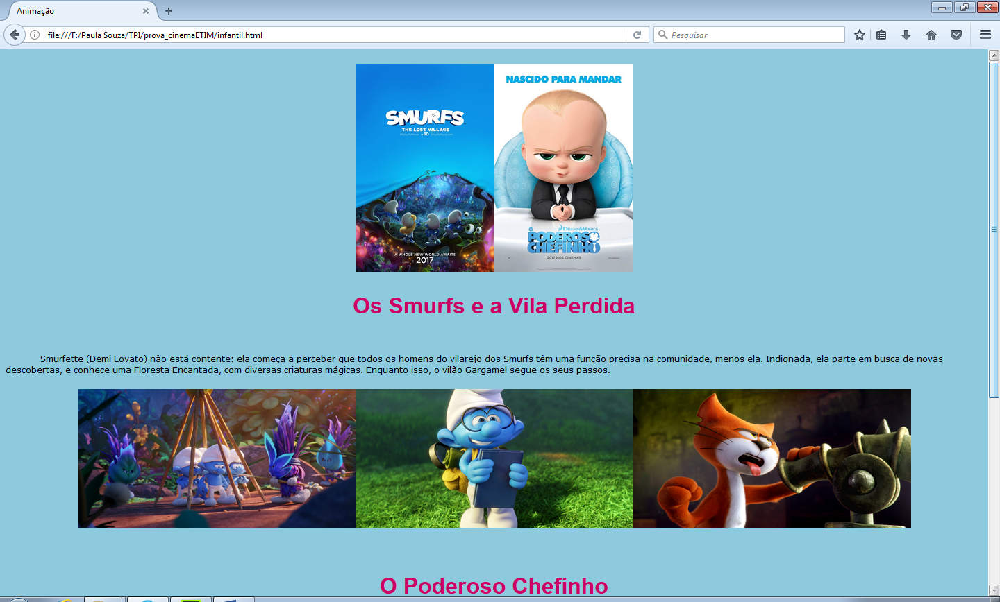 Animação
file:///F:/Paula Souza/TPI/prova_cinemaETIM/infantil.html
Pesquisar
SMURFS
THE LOST VILLAGE
A WHOLE NEW WORLD AWAITS
2017
NASCIDO PARA MANDAR
DREAMWORKS
O PODEROSO
CHEFINHO
2017 NOS CINEMAS
Os Smurfs e a Vila Perdida
Smurfette (Demi Lovato) não está contente: ela começa a perceber que todos os homens do vilarejo dos Smurfs têm uma função precisa na comunidade, menos ela. Indignada, ela parte em busca de novas
descobertas, e conhece uma Floresta Encantada, com diversas criaturas mágicas. Enquanto isso, o vilão Gargamel segue os seus passos.
O Poderoso Chefinho